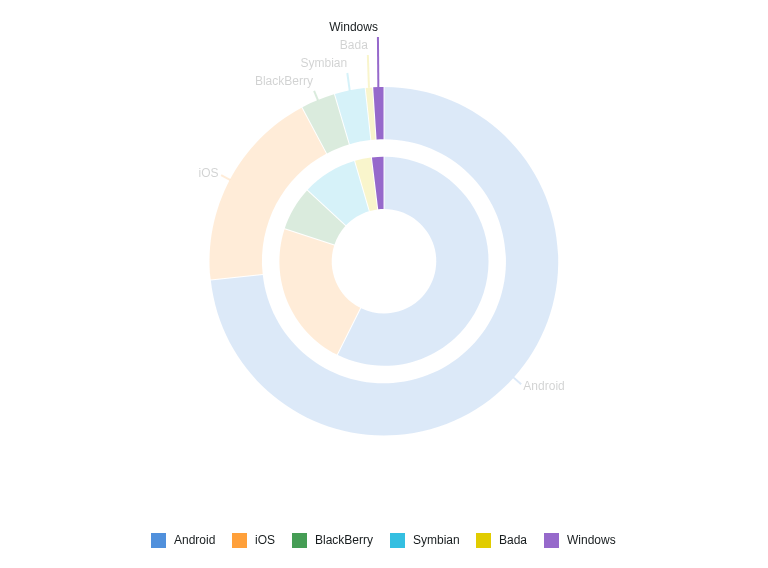 Windows
Bada
Symbian
BlackBerry
iOS
Android
Android iOS BlackBerry Symbian Bada Windows